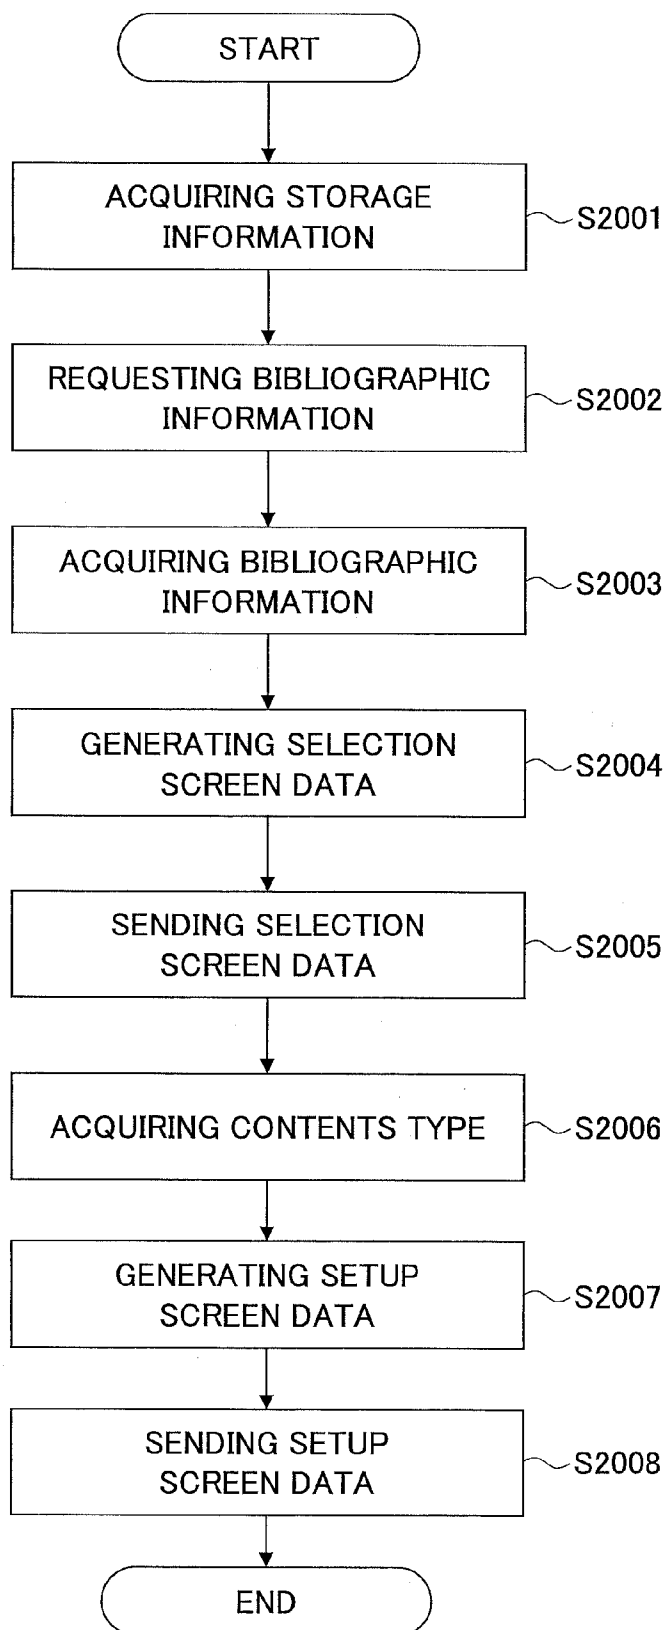 START
ACQUIRING STORAGE
INFORMATION
S2001
REQUESTING BIBLIOGRAPHIC
INFORMATION
S2002
ACQUIRING BIBLIOGRAPHIC
INFORMATION
S2003
GENERATING SELECTION
SCREEN DATA
S2004
SENDING SELECTION
SCREEN DATA
S2005
ACQUIRING CONTENTS TYPE
S2006
GENERATING SETUP
SCREEN DATA
S2007
SENDING SETUP
SCREEN DATA
S2008
END